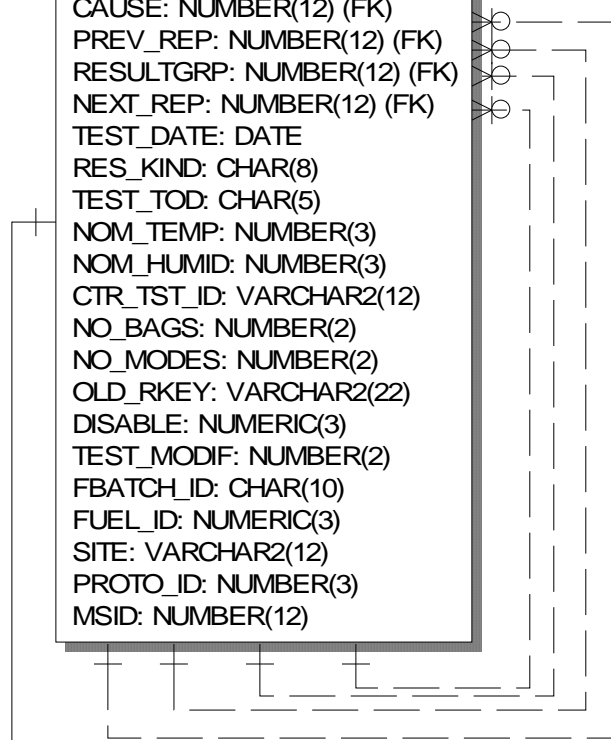 CAUSE: NUMBER(12) (FK)
PREV_REP: NUMBER(12) (FK)
RESULTGRP: NUMBER(12) (FK)
NEXT_REP: NUMBER(12) (FK)
TEST_DATE: DATE
RES_KIND: CHAR(8)
TEST_TOD: CHAR(5)
NOM_TEMP: NUMBER(3)
NOM_HUMID: NUMBER(3)
CTR_TST_ID: VARCHAR2(12)
NO_BAGS: NUMBER(2)
NO_MODES: NUMBER(2)
OLD_RKEY: VARCHAR2(22)
DISABLE: NUMERIC(3)
TEST_MODIF: NUMBER(2)
FBATCH_ID: CHAR(10)
FUEL_ID: NUMERIC(3)
SITE: VARCHAR2(12)
PROTO_ID: NUMBER(3)
MSID: NUMBER(12)